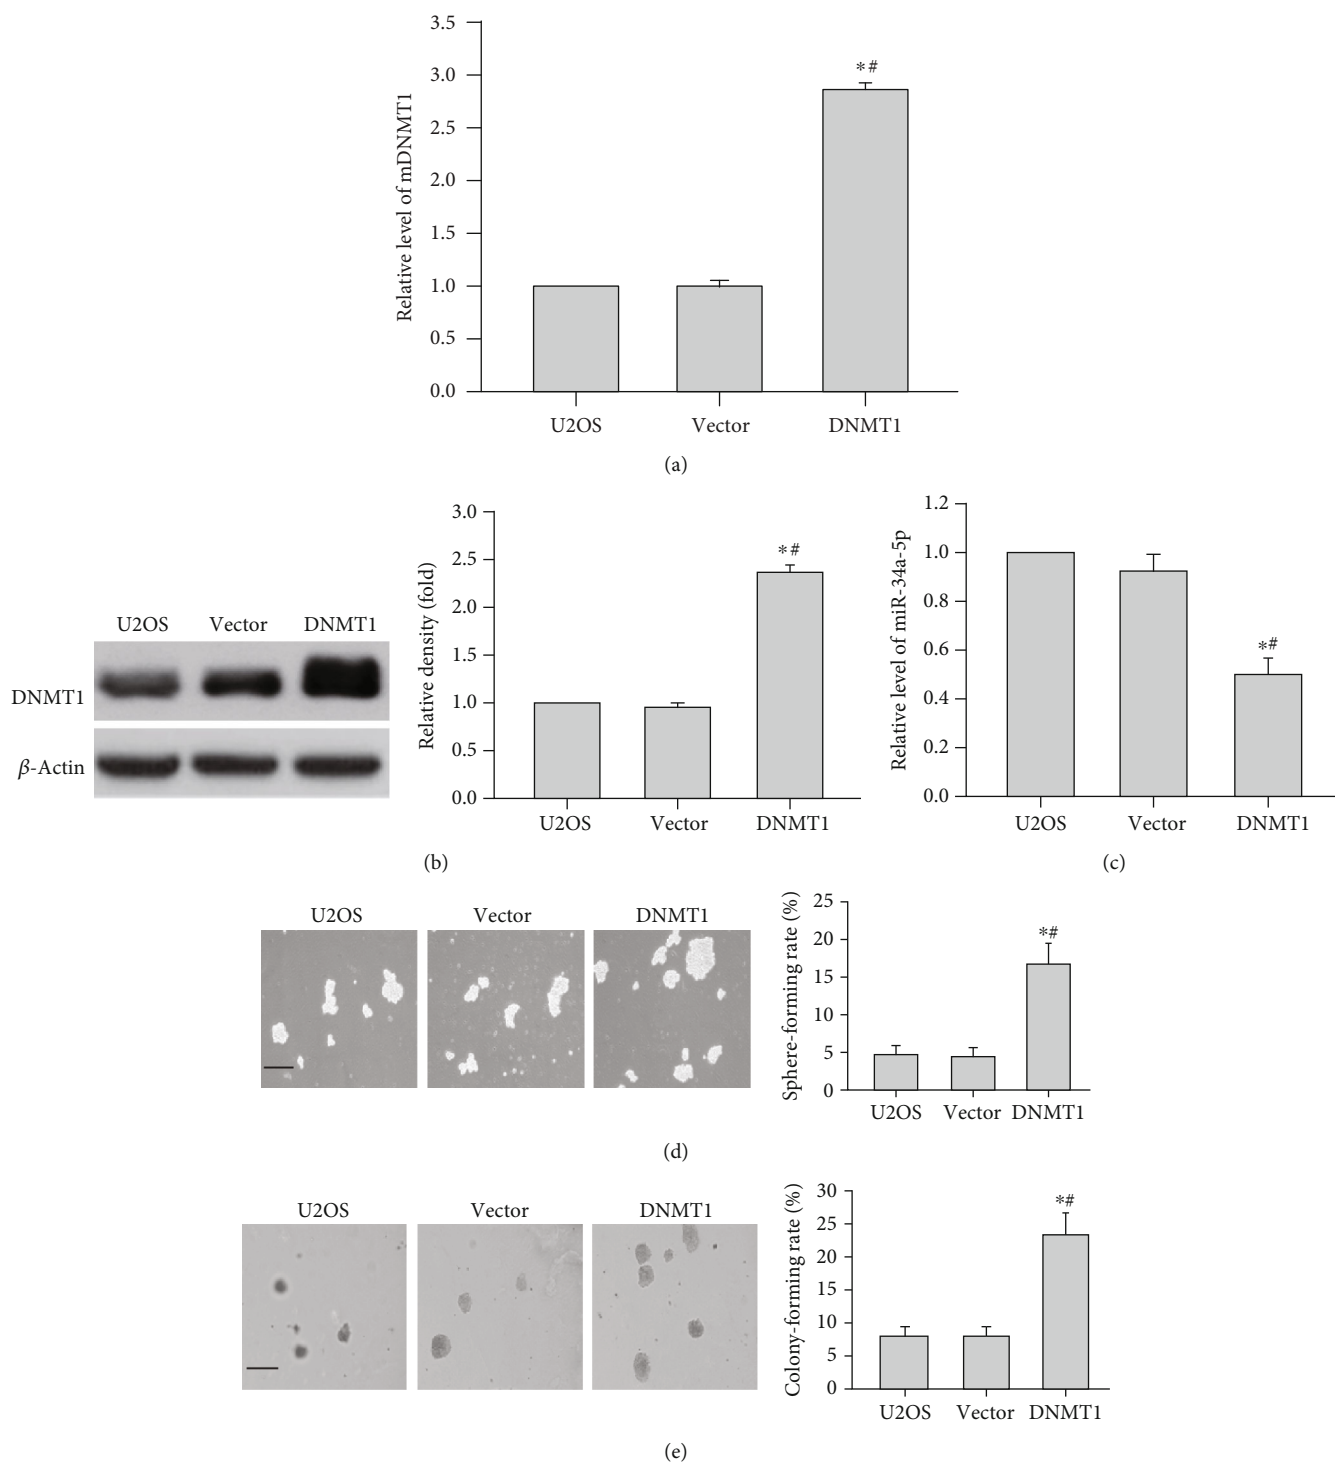 3.5
3.0
2.5
2.0
1.5
1.0
0.5
0.0
Relative level of mDNMT1
*#
U2OS Vector DNMT1
(a)
U2OS Vector DNMT1
DNMT1
β-Actin
3.0
2.5
2.0
1.5
1.0
0.5
0.0
Relative density (fold)
*#
U2OS Vector DNMT1
(b)
1.2
1.0
0.8
0.6
0.4
0.2
0.0
Relative level of miR-34a-5p
*#
U2OS Vector DNMT1
(c)
U2OS Vector DNMT1
25
20
15
10
5
0
Sphere-forming rate (%)
*#
U2OS Vector DNMT1
(d)
U2OS Vector DNMT1
30
25
20
15
10
5
0
Colony-forming rate (%)
*#
U2OS Vector DNMT1
(e)